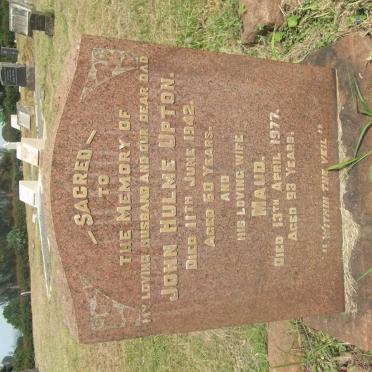 SACRED
TO
THE MEMORY OF
MY LOVING HUSBAND AND OUR DEAR DAD
JOHN HULME UPTON.
DIED 11TH JUNE 1942.
AGED 60 YEARS.
AND
HIS LOVING WIFE
MAUD.
DIED 13TH APRIL 1977.
AGED 93 YEARS.
"WITHIN THE VEIL"